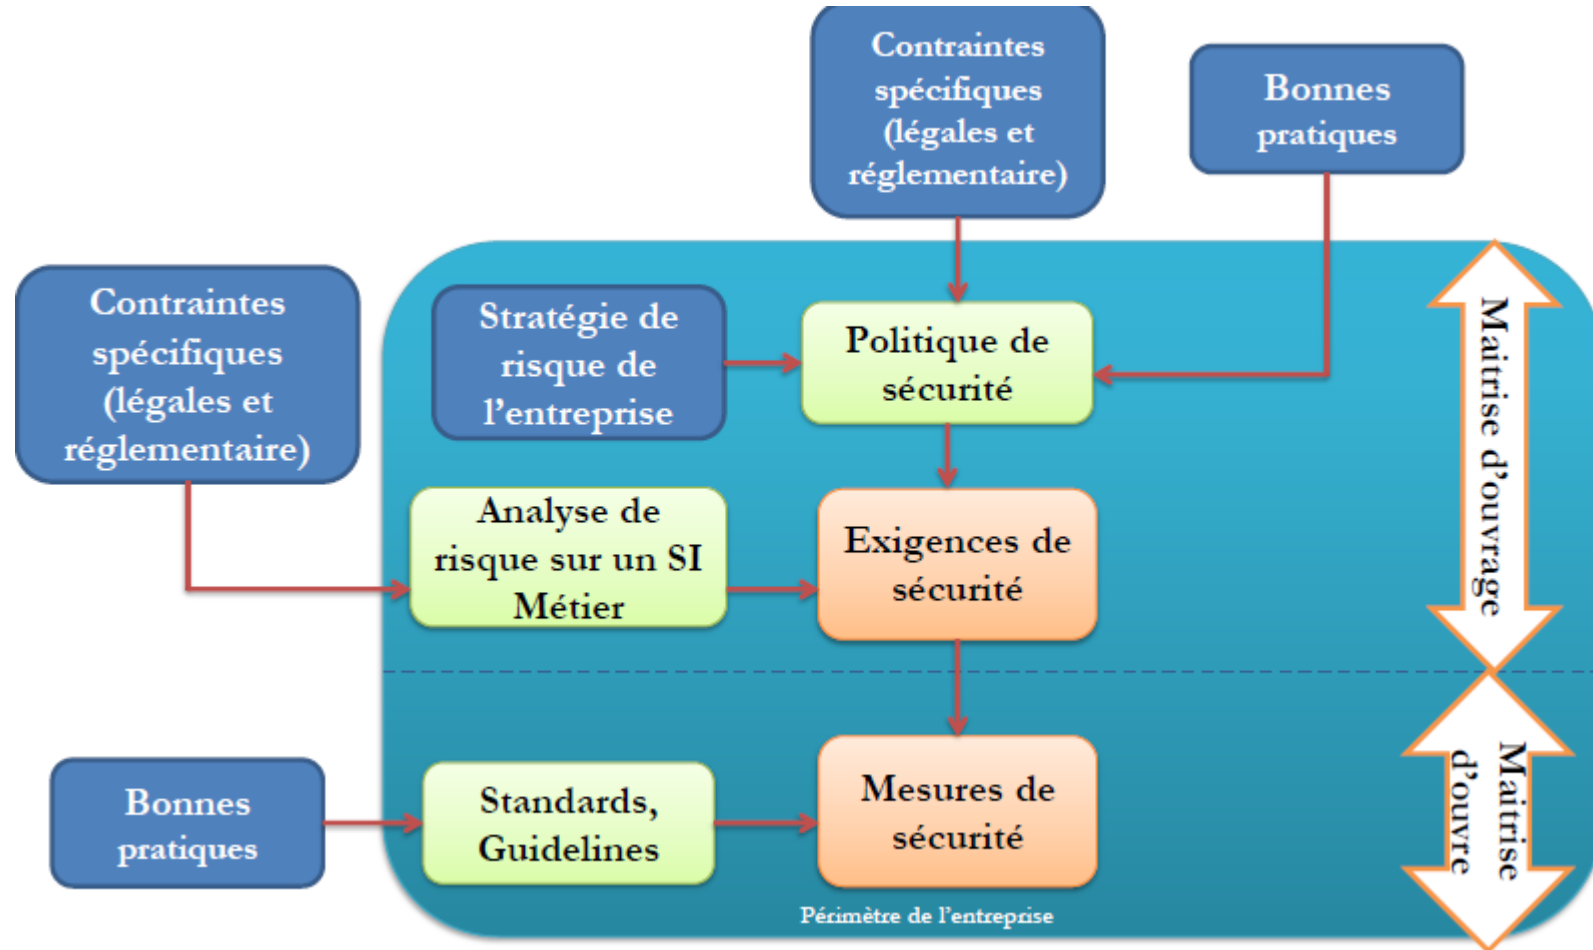 Contraintes
spécifiques
(légales et
réglementaire)
Bonnes
pratiques
Contraintes
spécifiques
(légales et
réglementaire)
Stratégie de
risque de
l'entreprise
Politique de
sécurité
Maitrise d'ouvrage
Analyse de
risque sur un SI
Métier
Exigences de
sécurité
Bonnes
pratiques
Standards,
Guidelines
Mesures de
sécurité
Maitrise
d'ouvre
Périmètre de l'entreprise